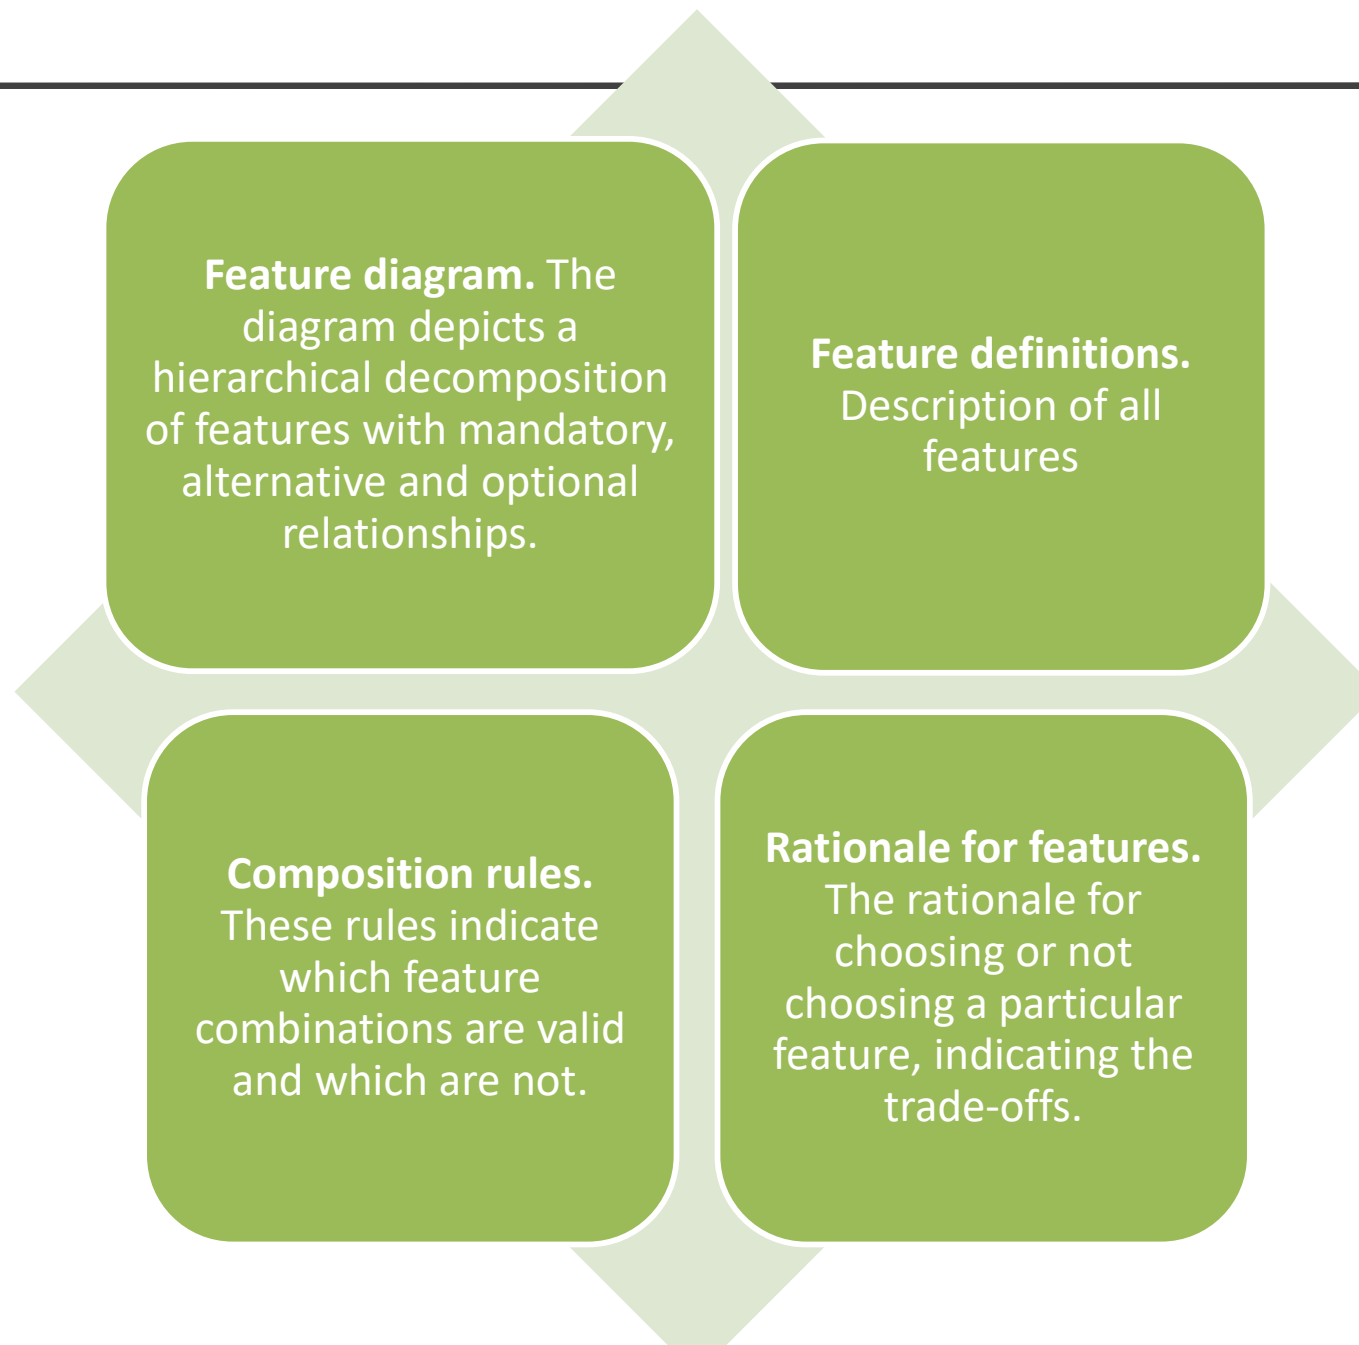 Feature diagram. The
diagram depicts a
hierarchical decomposition
of features with mandatory,
alternative and optional
relationships.
Feature definitions.
Description of all
features
Composition rules.
These rules indicate
which feature
combinations are valid
and which are not.
Rationale for features.
The rationale for
choosing or not
choosing a particular
feature, indicating the
trade-offs.